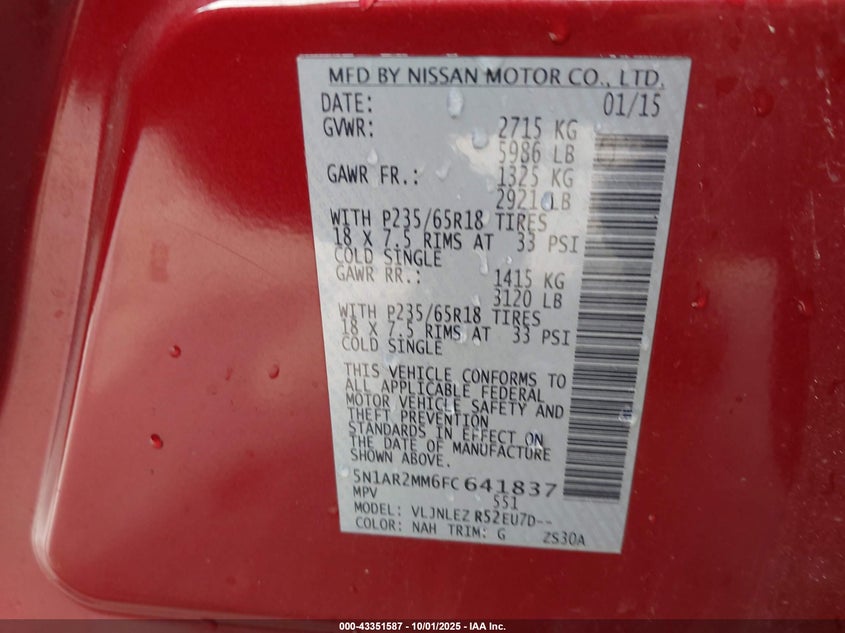 MFD BY NISSAN MOTOR CO., LTD.
DATE: 01/15
GVWR: 2715 KG
5986 LB
GAWR FR.: 1325 KG
2921 LB
WITH P235/65R18 TIRES
18 X 7.5 RIMS AT 33 PSI
COLD SINGLE
GAWR RR.: 1415 KG
3120 LB
WITH P235/65R18 TIRES
18 X 7.5 RIMS AT 33 PSI
COLD SINGLE
THIS VEHICLE CONFORMS TO
ALL APPLICABLE FEDERAL
MOTOR VEHICLE SAFETY AND
THEFT PREVENTION
STANDARDS IN EFFECT ON
THE DATE OF MANUFACTURE
SHOWN ABOVE.
5N1AR2MM6FC641837
MPV 551
MODEL: VLJNLEZ R52EU7D--
COLOR: NAH TRIM: G ZS30A
000-43351587 - 10/01/2025 - IAA Inc.